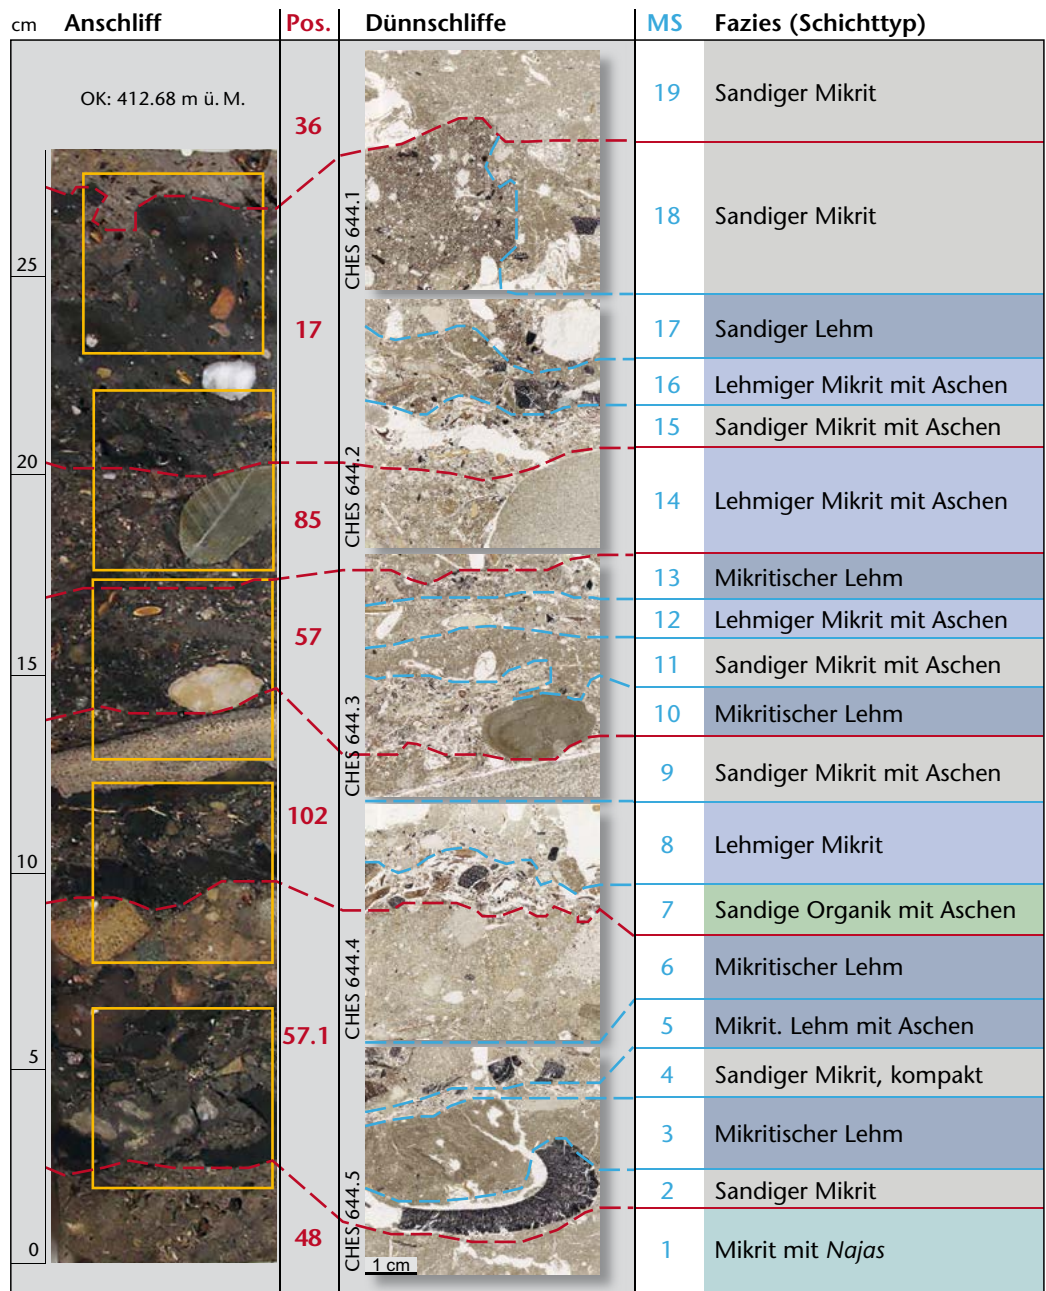 cm Anschliff Pos. Dünnschliffe MS Fazies (Schichttyp)
OK: 412.68 m ü. M.
25
20
15
10
5
0
36
17
85
57
102
57.1
48
CHES 644.1
CHES 644.2
CHES 644.3
CHES 644.4
CHES 644.5
1 cm
19 Sandiger Mikrit
18 Sandiger Mikrit
17 Sandiger Lehm
16 Lehmiger Mikrit mit Aschen
15 Sandiger Mikrit mit Aschen
14 Lehmiger Mikrit mit Aschen
13 Mikritischer Lehm
12 Lehmiger Mikrit mit Aschen
11 Sandiger Mikrit mit Aschen
10 Mikritischer Lehm
9 Sandiger Mikrit mit Aschen
8 Lehmiger Mikrit
7 Sandige Organik mit Aschen
6 Mikritischer Lehm
5 Mikrit. Lehm mit Aschen
4 Sandiger Mikrit, kompakt
3 Mikritischer Lehm
2 Sandiger Mikrit
1 Mikrit mit Najas